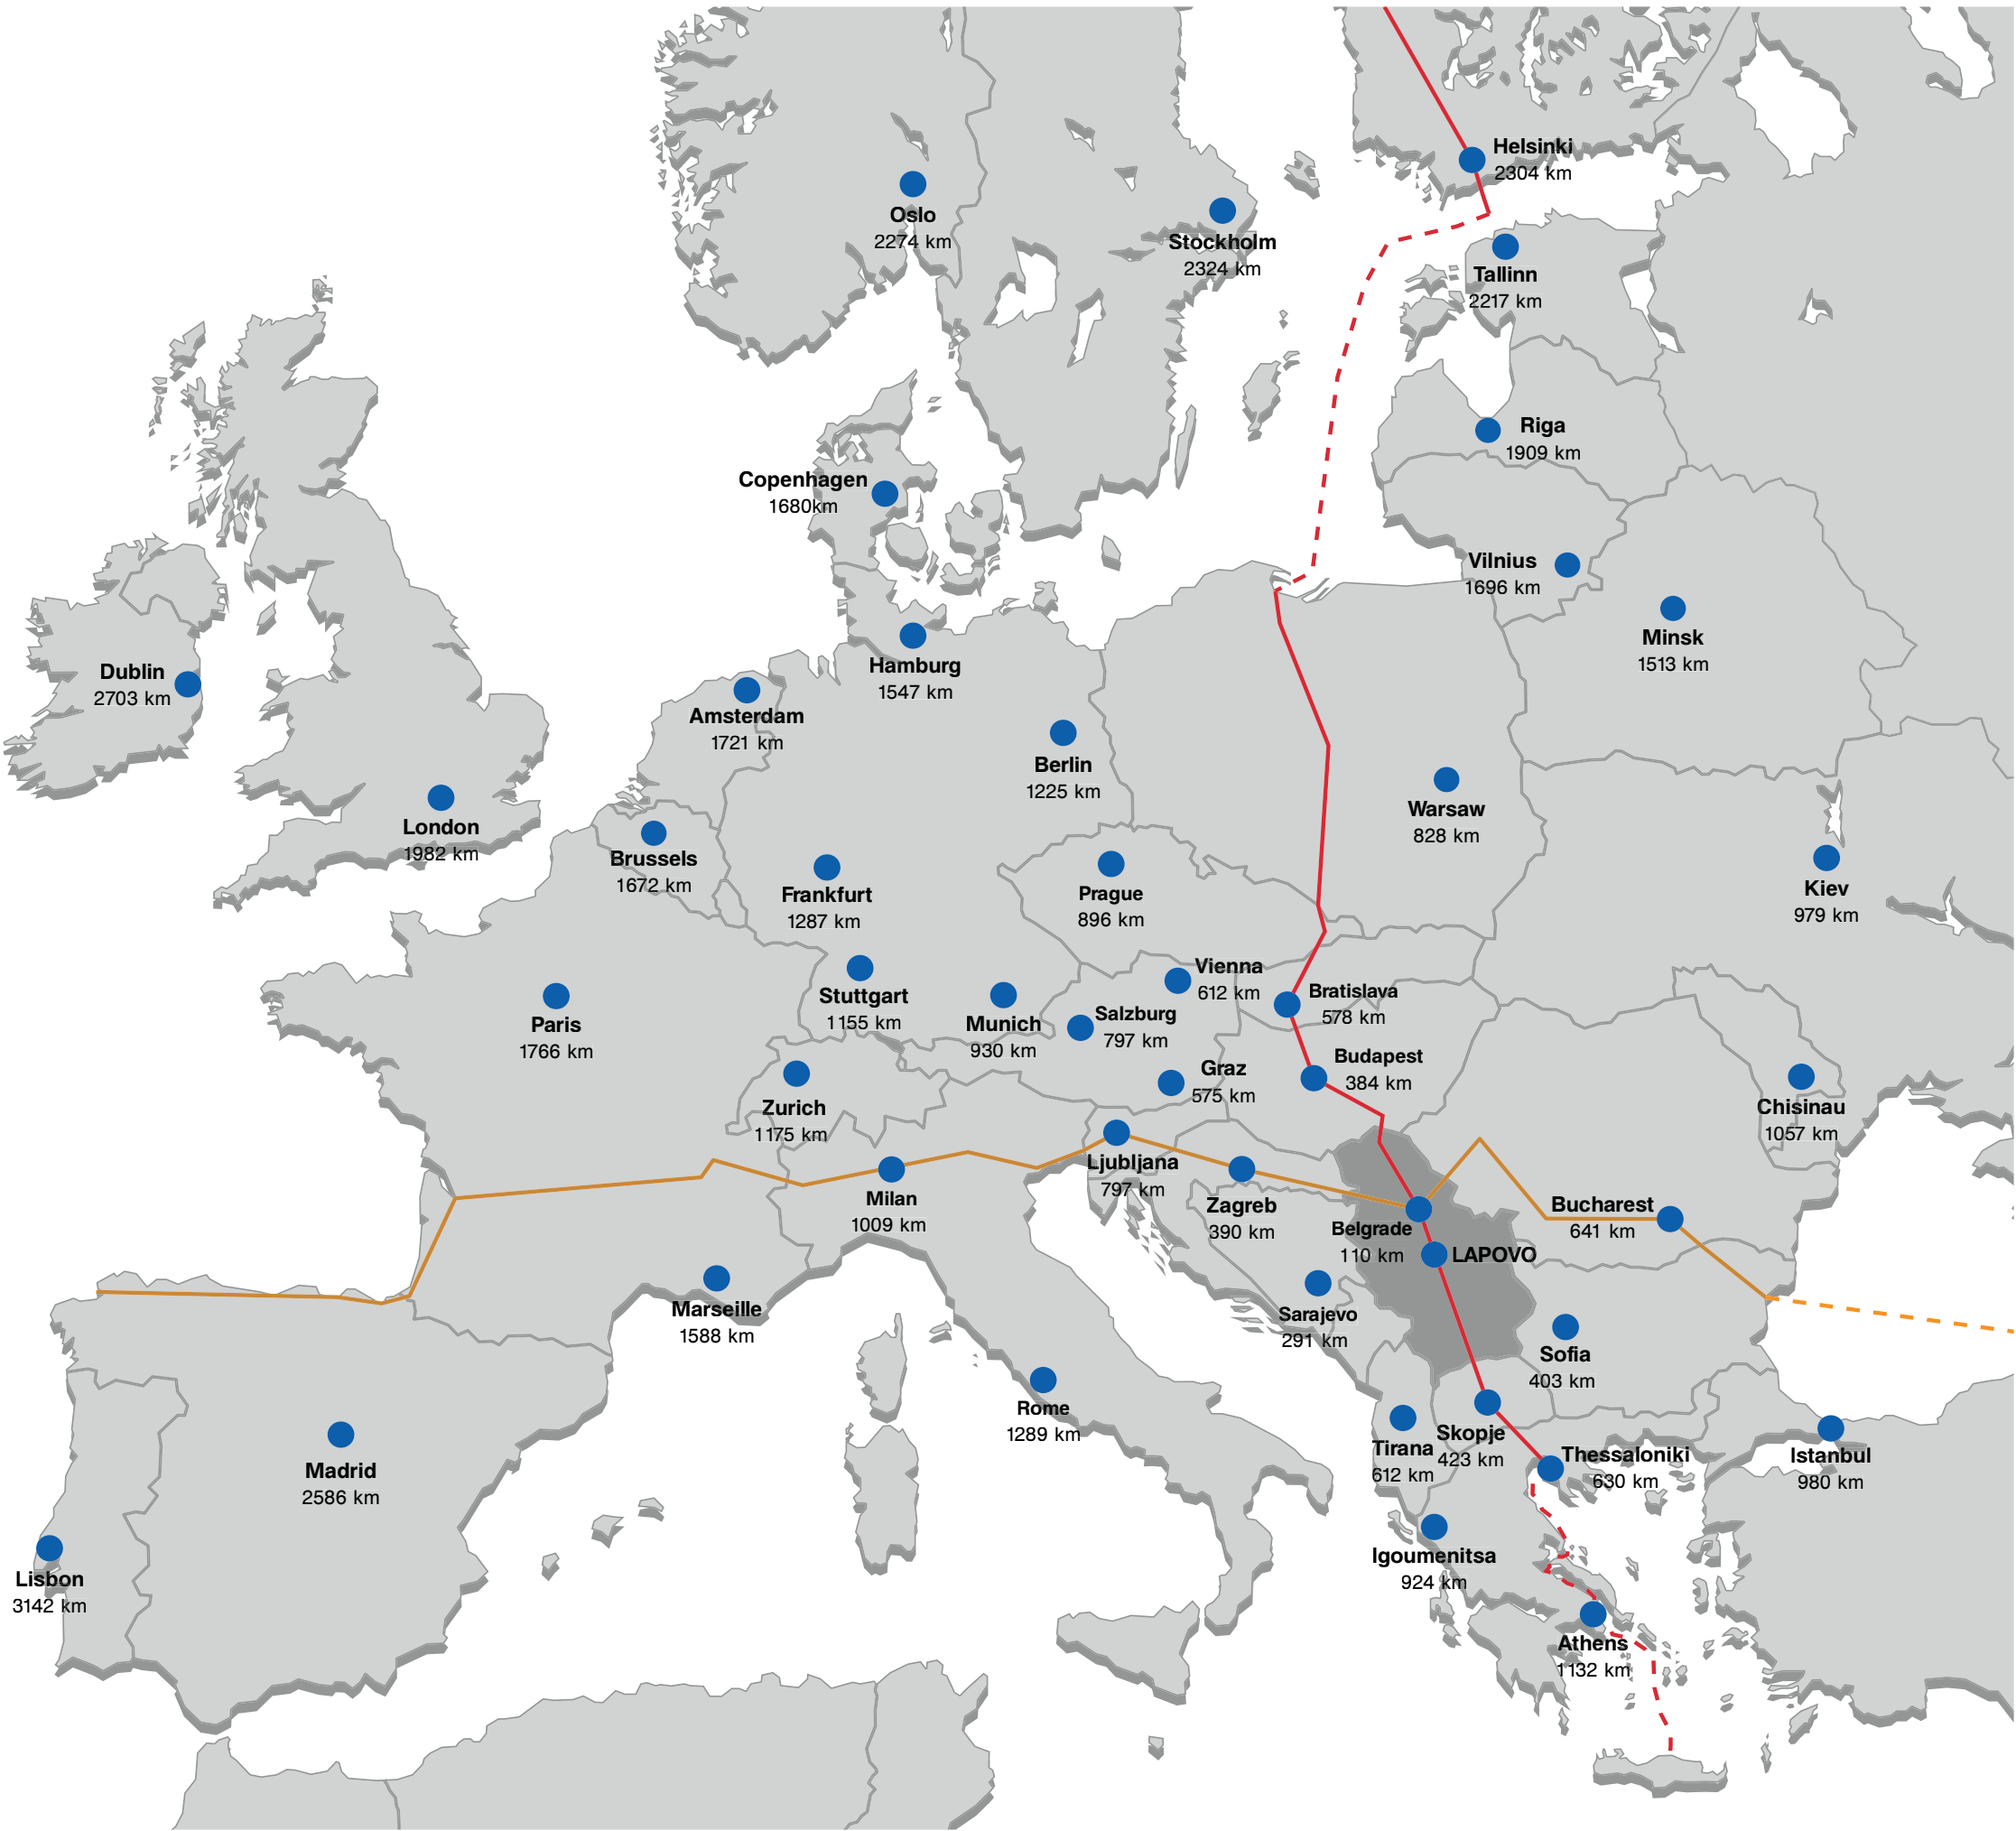 Helsinki
2304 km
Oslo
2274 km
Stockholm
2324 km
Tallinn
2217 km
Riga
1909 km
Copenhagen
1680km
Vilnius
1696 km
Minsk
1513 km
Hamburg
1547 km
Dublin
2703 km
Amsterdam
1721 km
Berlin
1225 km
Warsaw
828 km
London
1982 km
Brussels
1672 km
Frankfurt
1287 km
Prague
896 km
Kiev
979 km
Vienna
612 km
Stuttgart
1155 km
Munich
930 km
Salzburg
797 km
Bratislava
578 km
Paris
1766 km
Budapest
384 km
Graz
575 km
Zurich
1175 km
Chisinau
1057 km
Ljubljana
797 km
Milan
1009 km
Zagreb
390 km
Belgrade
110 km
LAPOVO
Bucharest
641 km
Marseille
1588 km
Sarajevo
291 km
Sofia
403 km
Rome
1289 km
Tirana
612 km
Skopje
423 km
Thessaloniki
630 km
Istanbul
980 km
Madrid
2586 km
Igoumenitsa
924 km
Lisbon
3142 km
Athens
1132 km